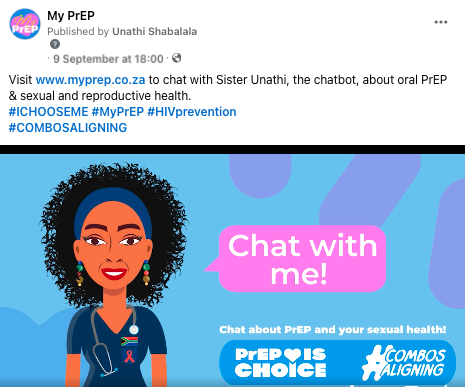 My PrEP
Published by Unathi Shabalala
9 September at 18:00 ·
Visit www.myprep.co.za to chat with Sister Unathi, the chatbot, about oral PrEP
& sexual and reproductive health.
#ICHOOSEME #MyPrEP #HIVprevention
#COMBOSALIGNING
PrEP
Chat with
me!
Chat about PrEP and your sexual health!
PrEP IS
CHOICE
#COMBOS
ALIGNING